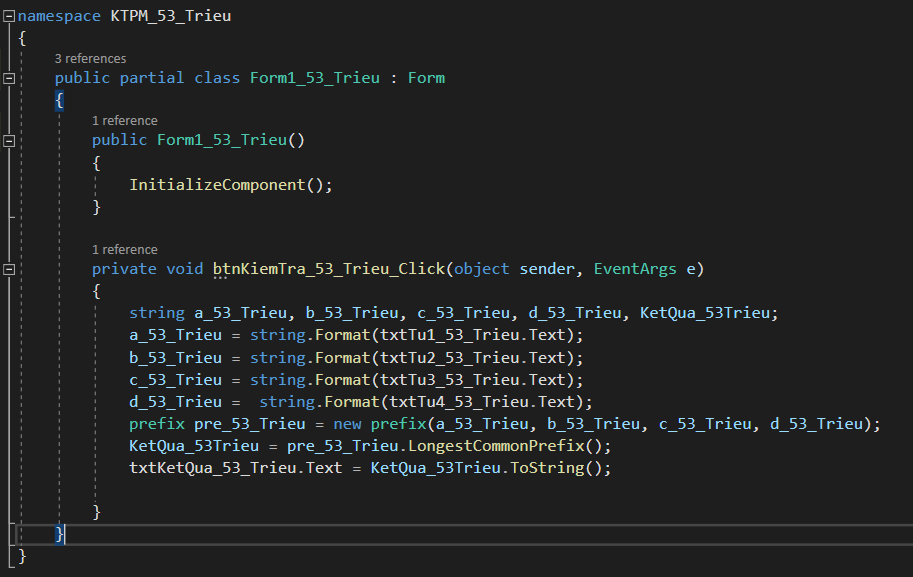 namespace KTPM_53_Trieu
{
3 references
public partial class Form1_53_Trieu : Form
{
1 reference
public Form1_53_Trieu()
{
InitializeComponent();
}
1 reference
private void btnKiemTra_53_Trieu_Click(object sender, EventArgs e)
{
string a_53_Trieu, b_53_Trieu, c_53_Trieu, d_53_Trieu, KetQua_53Trieu;
a_53_Trieu = string.Format(txtTu1_53_Trieu.Text);
b_53_Trieu = string.Format(txtTu2_53_Trieu.Text);
c_53_Trieu = string.Format(txtTu3_53_Trieu.Text);
d_53_Trieu =  string.Format(txtTu4_53_Trieu.Text);
prefix pre_53_Trieu = new prefix(a_53_Trieu, b_53_Trieu, c_53_Trieu, d_53_Trieu);
KetQua_53Trieu = pre_53_Trieu.LongestCommonPrefix();
txtKetQua_53_Trieu.Text = KetQua_53Trieu.ToString();
}
}
}